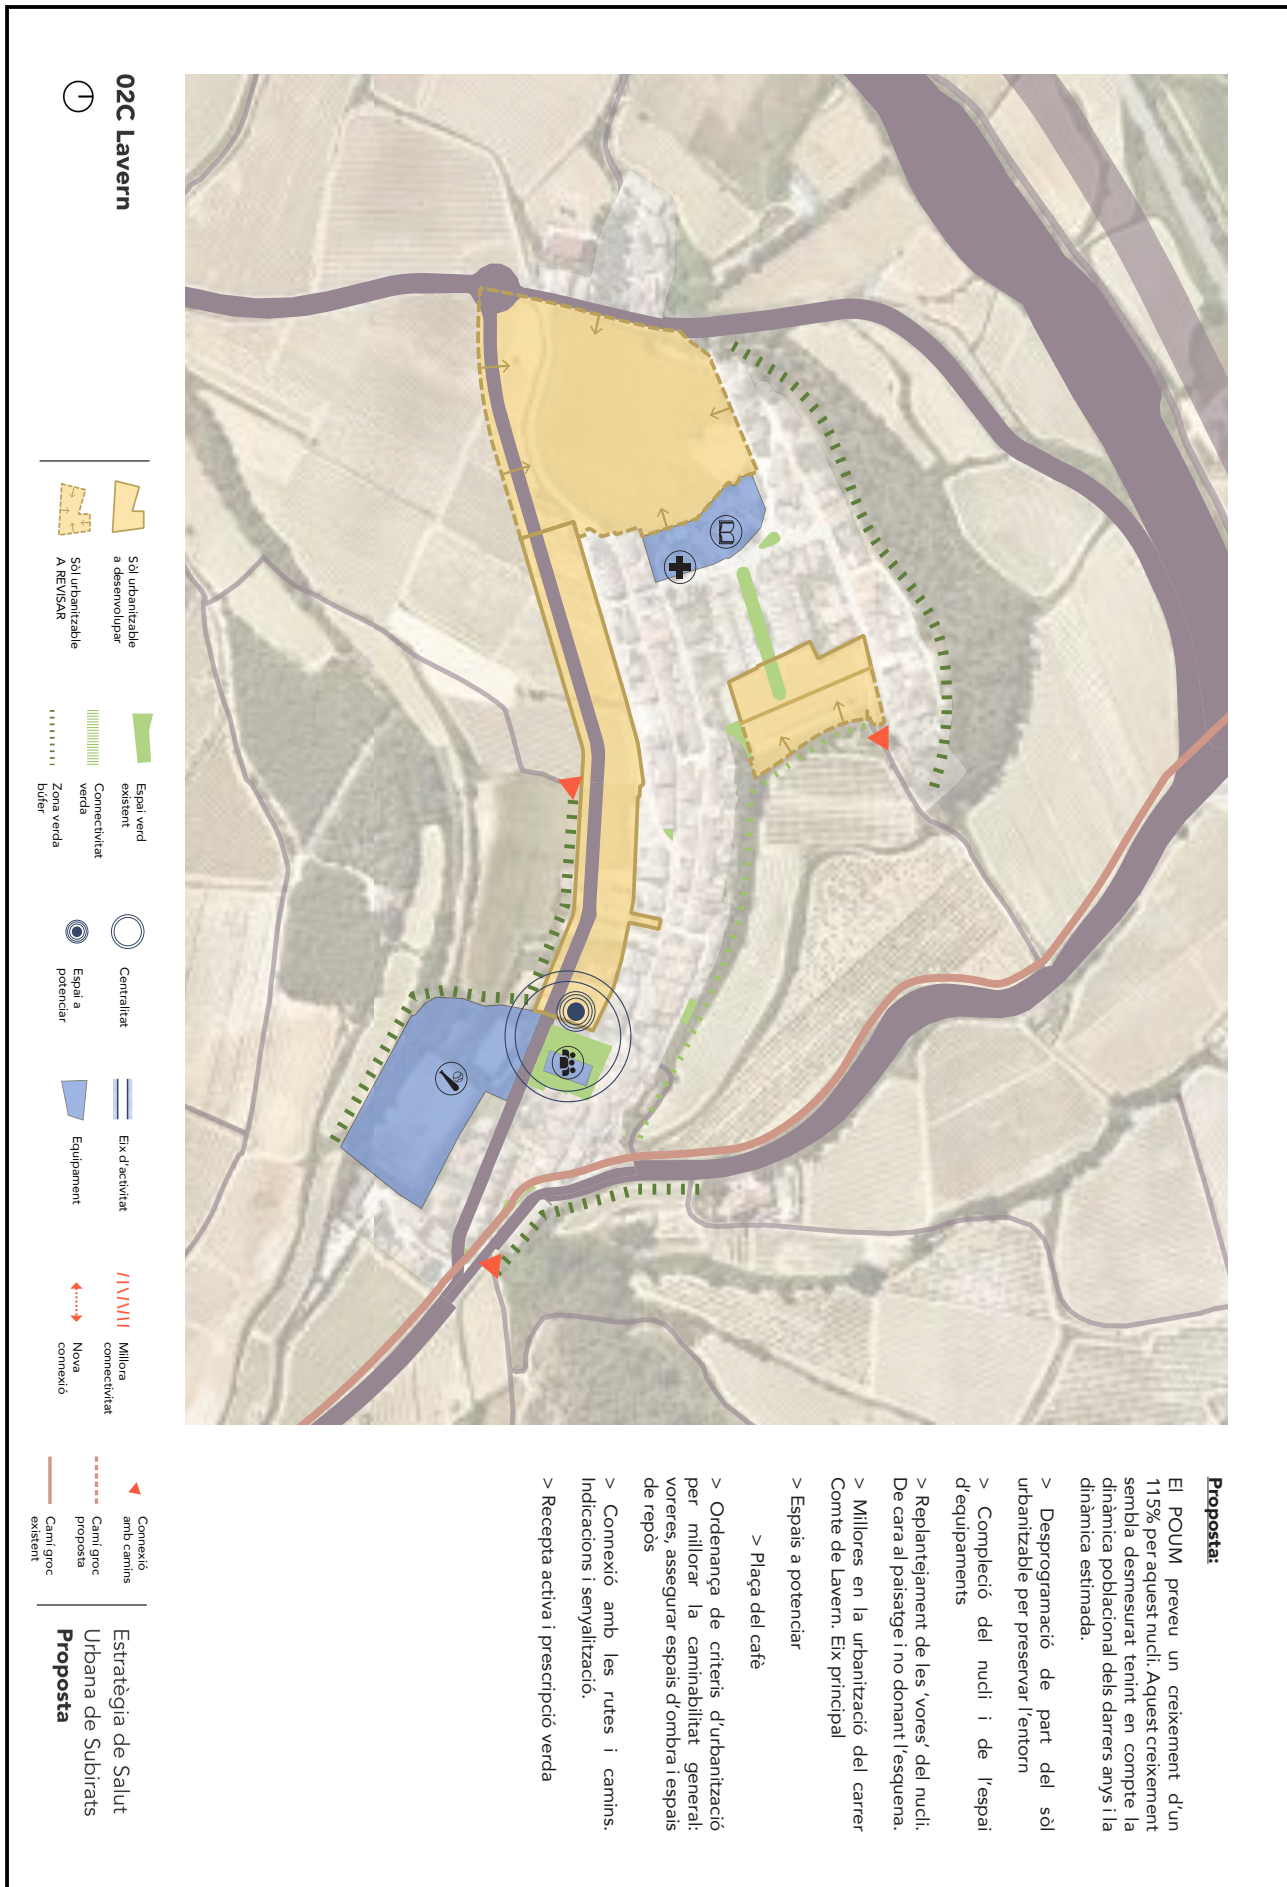 02C Lavern
Sòl urbanitzable
a desenvolupar
Sòl urbanitzable
A REVISAR
Espai verd
existent
Connectivitat
verda
Zona verda
búfer
Centralitat
Espai a
potenciar
Eix d'activitat
Equipament
Millora
connectivitat
Nova
connexió
Connexió
amb camins
Camí groc
proposta
Camí groc
existent
Estratègia de Salut
Urbana de Subirats
Proposta
Proposta:
El POUM preveu un creixement d'un
115% per aquest nucli. Aquest creixement
sembla desmesurat tenint en compte la
dinàmica poblacional dels darrers anys i la
dinàmica estimada.
> Desprogramació de part del sòl
urbanitzable per preservar l'entorn
> Compleció del nucli i de l'espai
d'equipaments
> Replantejament de les 'vores' del nucli.
De cara al paisatge i no donant l'esquena.
> Millores en la urbanització del carrer
Comte de Lavern. Eix principal
> Espais a potenciar
> Plaça del cafè
> Ordenança de criteris d'urbanització
per millorar la caminabilitat general:
voreres, assegurar espais d'ombra i espais
de repòs
> Connexió amb les rutes i camins.
Indicacions i senyalització.
> Recepta activa i prescripció verda